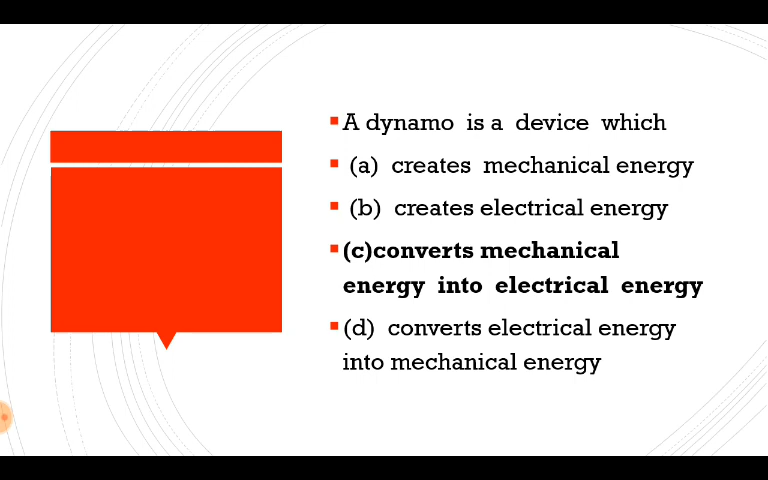 A dynamo is a device which
(a) creates mechanical energy
(b) creates electrical energy
(c)converts mechanical
energy into electrical energy
(d) converts electrical energy
into mechanical energy